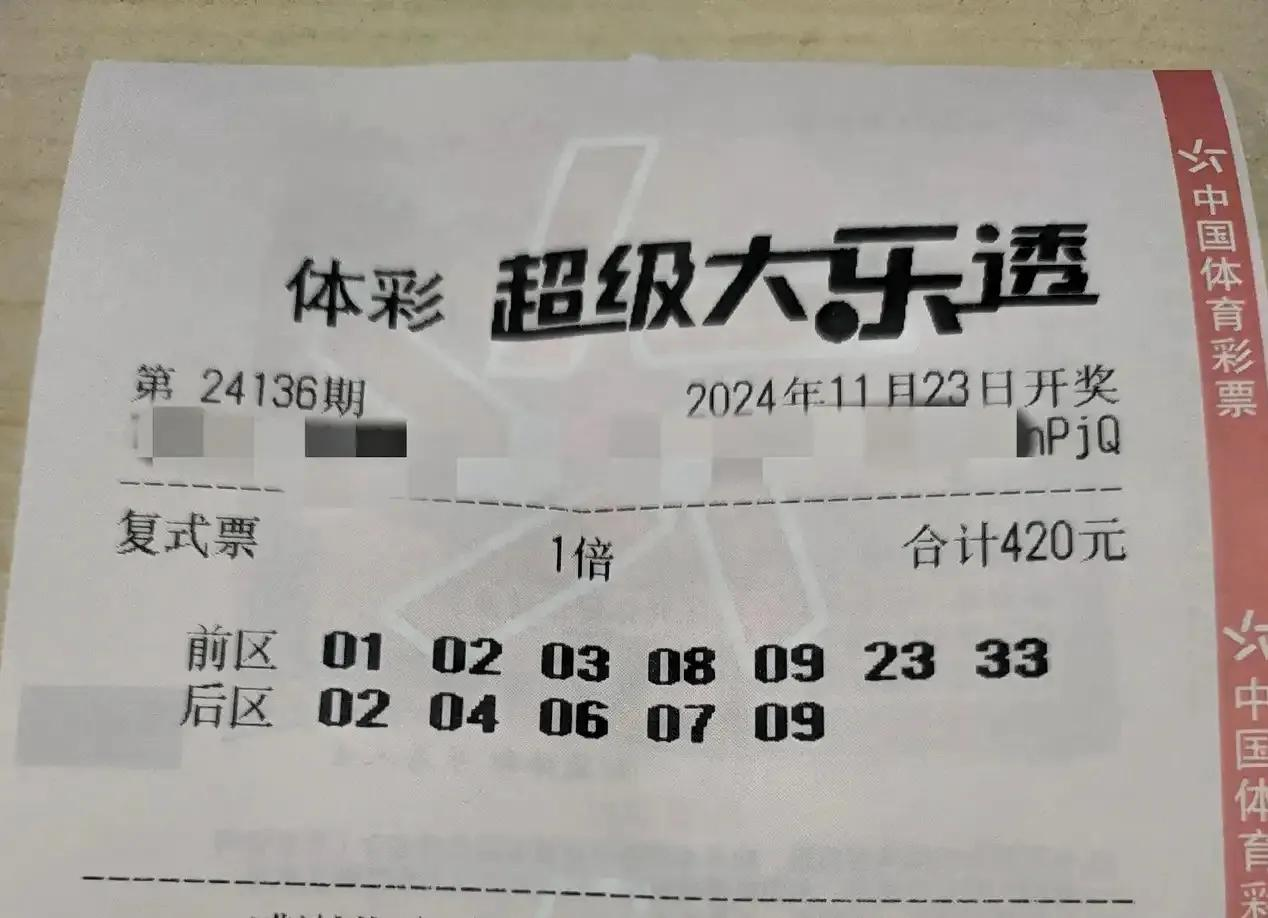 体彩 超级大乐透
第 24136期 2024年11月23日开奖
nPjQ
复式票 1倍 合计420元
前区 01 02 03 08 09 23 33
后区 02 04 06 07 09
中国体育彩票
中国体育彩